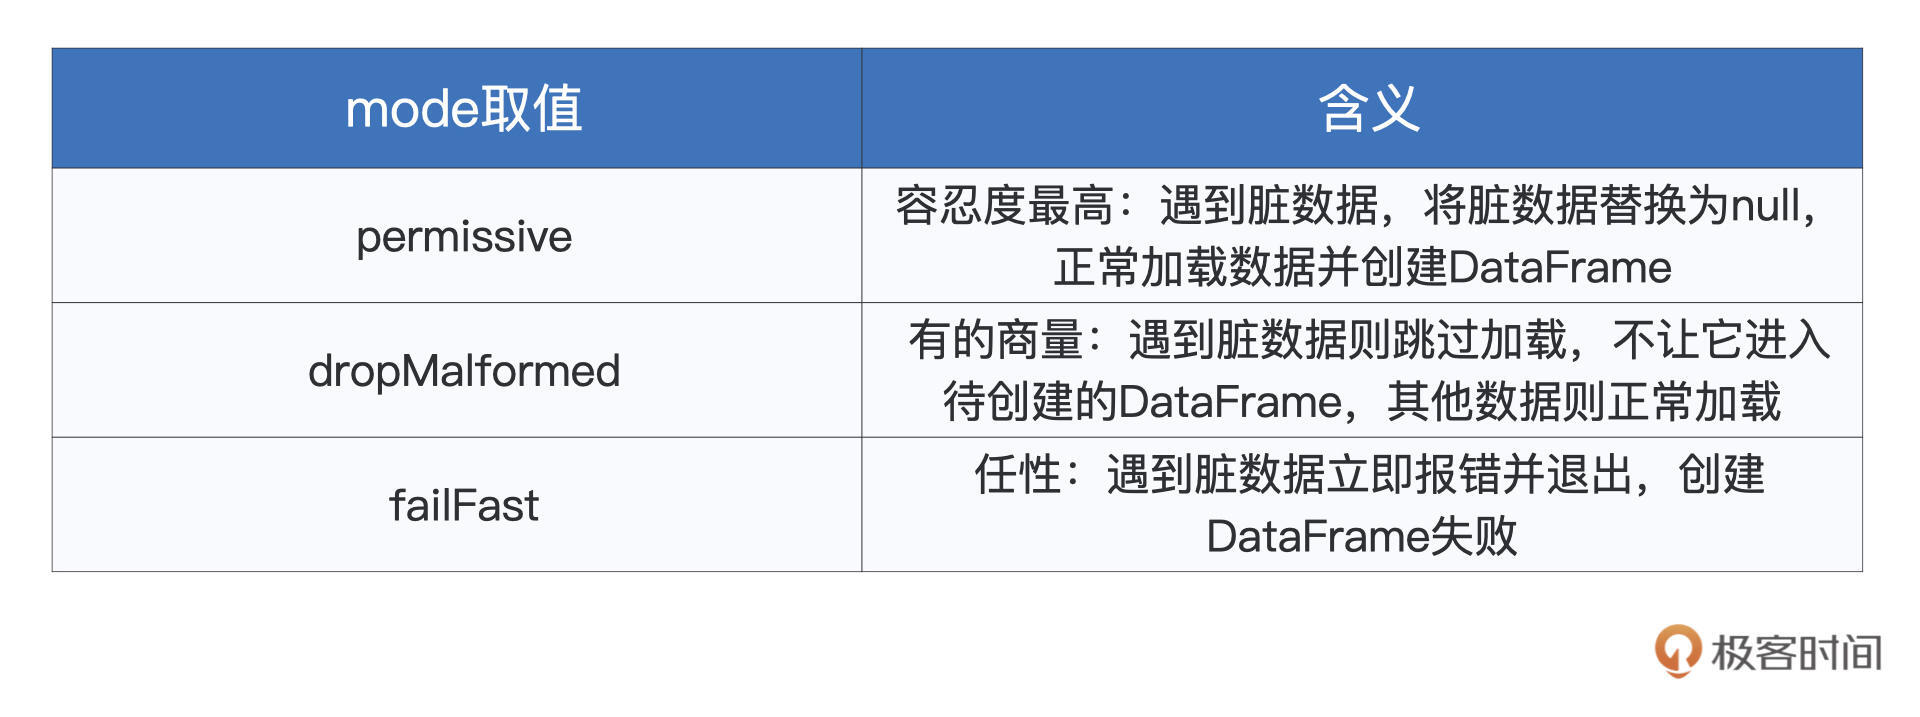 mode取值
含义
permissive
容忍度最高：遇到脏数据，将脏数据替换为null，
正常加载数据并创建DataFrame
dropMalformed
有的商量：遇到脏数据则跳过加载，不让它进入
待创建的DataFrame，其他数据则正常加载
failFast
任性：遇到脏数据立即报错并退出，创建
DataFrame失败
极客时间